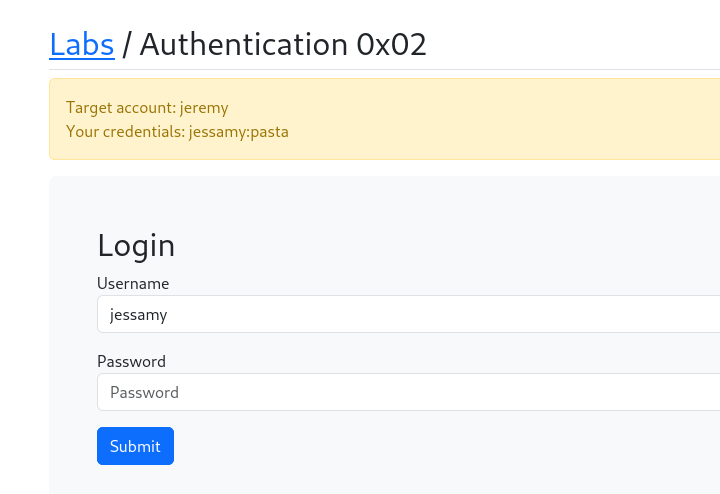 Labs / Authentication 0x02
Target account: jeremy
Your credentials: jessamy:pasta
Login
Username
jessamy
Password
Password
Submit